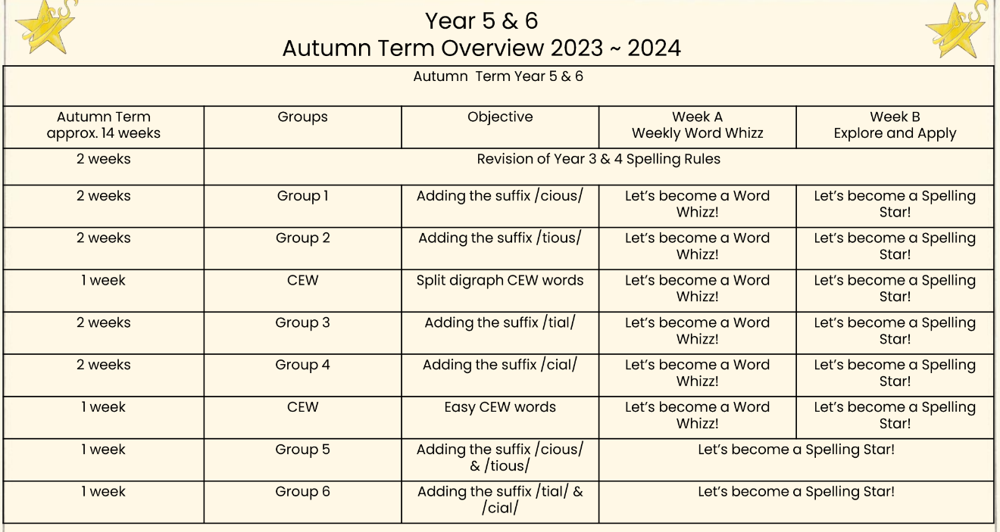 Year 5 & 6
Autumn Term Overview 2023 ~ 2024
Autumn Term Year 5 & 6
Autumn Term
approx. 14 weeks
Groups
Objective
Week A
Weekly Word Whizz
Week B
Explore and Apply
2 weeks
Revision of Year 3 & 4 Spelling Rules
2 weeks
Group 1
Adding the suffix /cious/
Let's become a Word
Whizz!
Let's become a Spelling
Star!
2 weeks
Group 2
Adding the suffix /tious/
Let's become a Word
Whizz!
Let's become a Spelling
Star!
1 week
CEW
Split digraph CEW words
Let's become a Word
Whizz!
Let's become a Spelling
Star!
2 weeks
Group 3
Adding the suffix /tial/
Let's become a Word
Whizz!
Let's become a Spelling
Star!
2 weeks
Group 4
Adding the suffix /cial/
Let's become a Word
Whizz!
Let's become a Spelling
Star!
1 week
CEW
Easy CEW words
Let's become a Word
Whizz!
Let's become a Spelling
Star!
1 week
Group 5
Adding the suffix /cious/
& /tious/
Let's become a Spelling Star!
1 week
Group 6
Adding the suffix /tial/ &
/cial/
Let's become a Spelling Star!